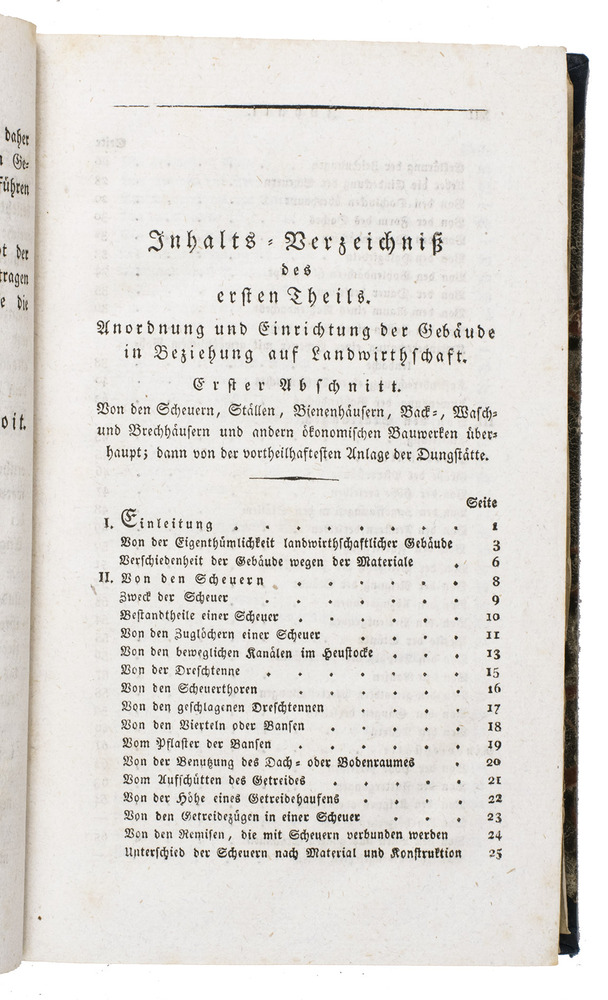 daher
Ge-
führen
der
tragen
die
oit.
Inhalts-Verzeichniß
des
ersten Theils.
Anordnung und Einrichtung der Gebäude
in Beziehung auf Landwirthschaft.
Erster Abschnitt.
Von den Scheuern, Ställen, Bienenhäusern, Back-, Wasch-
und Brechhäusern und andern ökonomischen Bauwerken über-
haupt; dann von der vortheilhaftesten Anlage der Dungstätte.
Seite
I. Einleitung . . . . . . . . 1
Von der Eigenthümlichkeit landwirthschaftlicher Gebäude 3
Verschiedenheit der Gebäude wegen der Materiale . 6
II. Von den Scheuern . . . . . . 8
Zweck der Scheuer . . . . . . 9
Bestandtheile einer Scheuer . . . . . 10
Von den Zuglöchern einer Scheuer . . . 11
Von den beweglichen Kanälen im Heustocke . . . 13
Von der Dreschtenne . . . . . . 15
Von den Scheuerthoren . . . . . 16
Von den geschlagenen Dreschtennen . . . . 17
Von den Vierteln oder Bansen . . . . 18
Vom Pflaster der Bansen . . . . . 19
Von der Benutzung des Dach- oder Bodenraumes . 20
Vom Aufschütten des Getreides . . . . 21
Von der Höhe eines Getreidehaufens . . . . 22
Von den Getreidezügen in einer Scheuer . . . 23
Von den Remisen, die mit Scheuern verbunden werden 24
Unterschied der Scheuern nach Material und Konstruktion 25